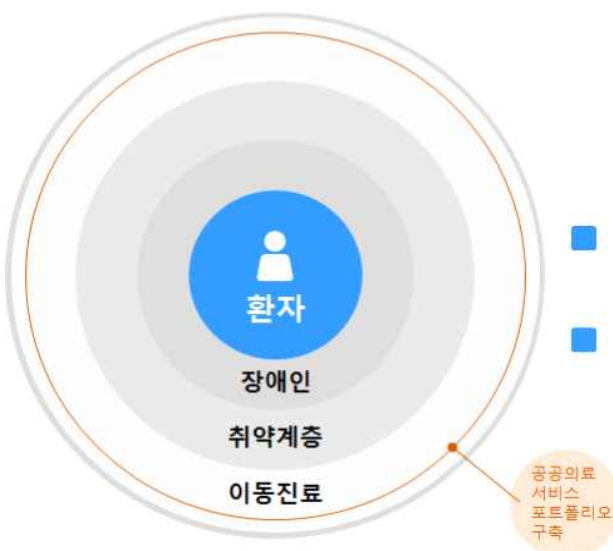 환자
장애인
취약계층
이동진료
공공의료
서비스
포트폴리오
구축